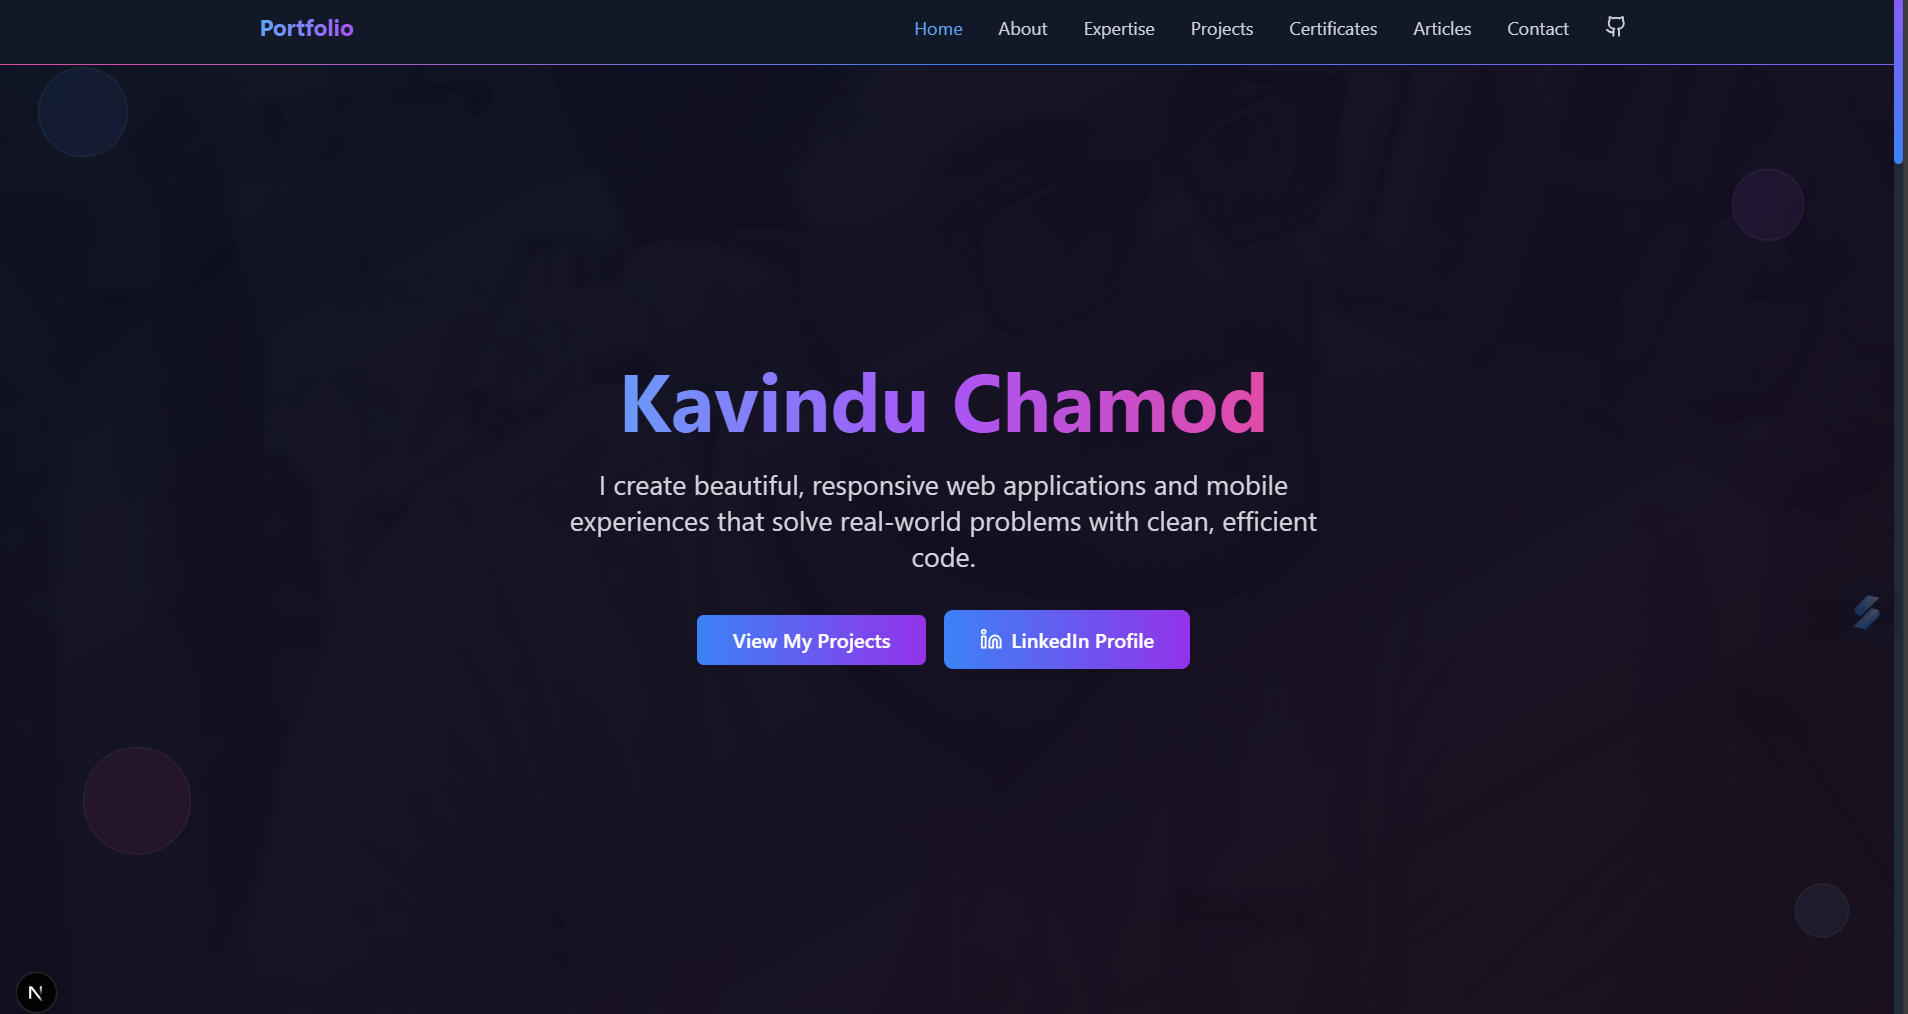 Portfolio
Home About Expertise Projects Certificates Articles Contact
Kavindu Chamod
I create beautiful, responsive web applications and mobile
experiences that solve real-world problems with clean, efficient
code.
View My Projects
LinkedIn Profile